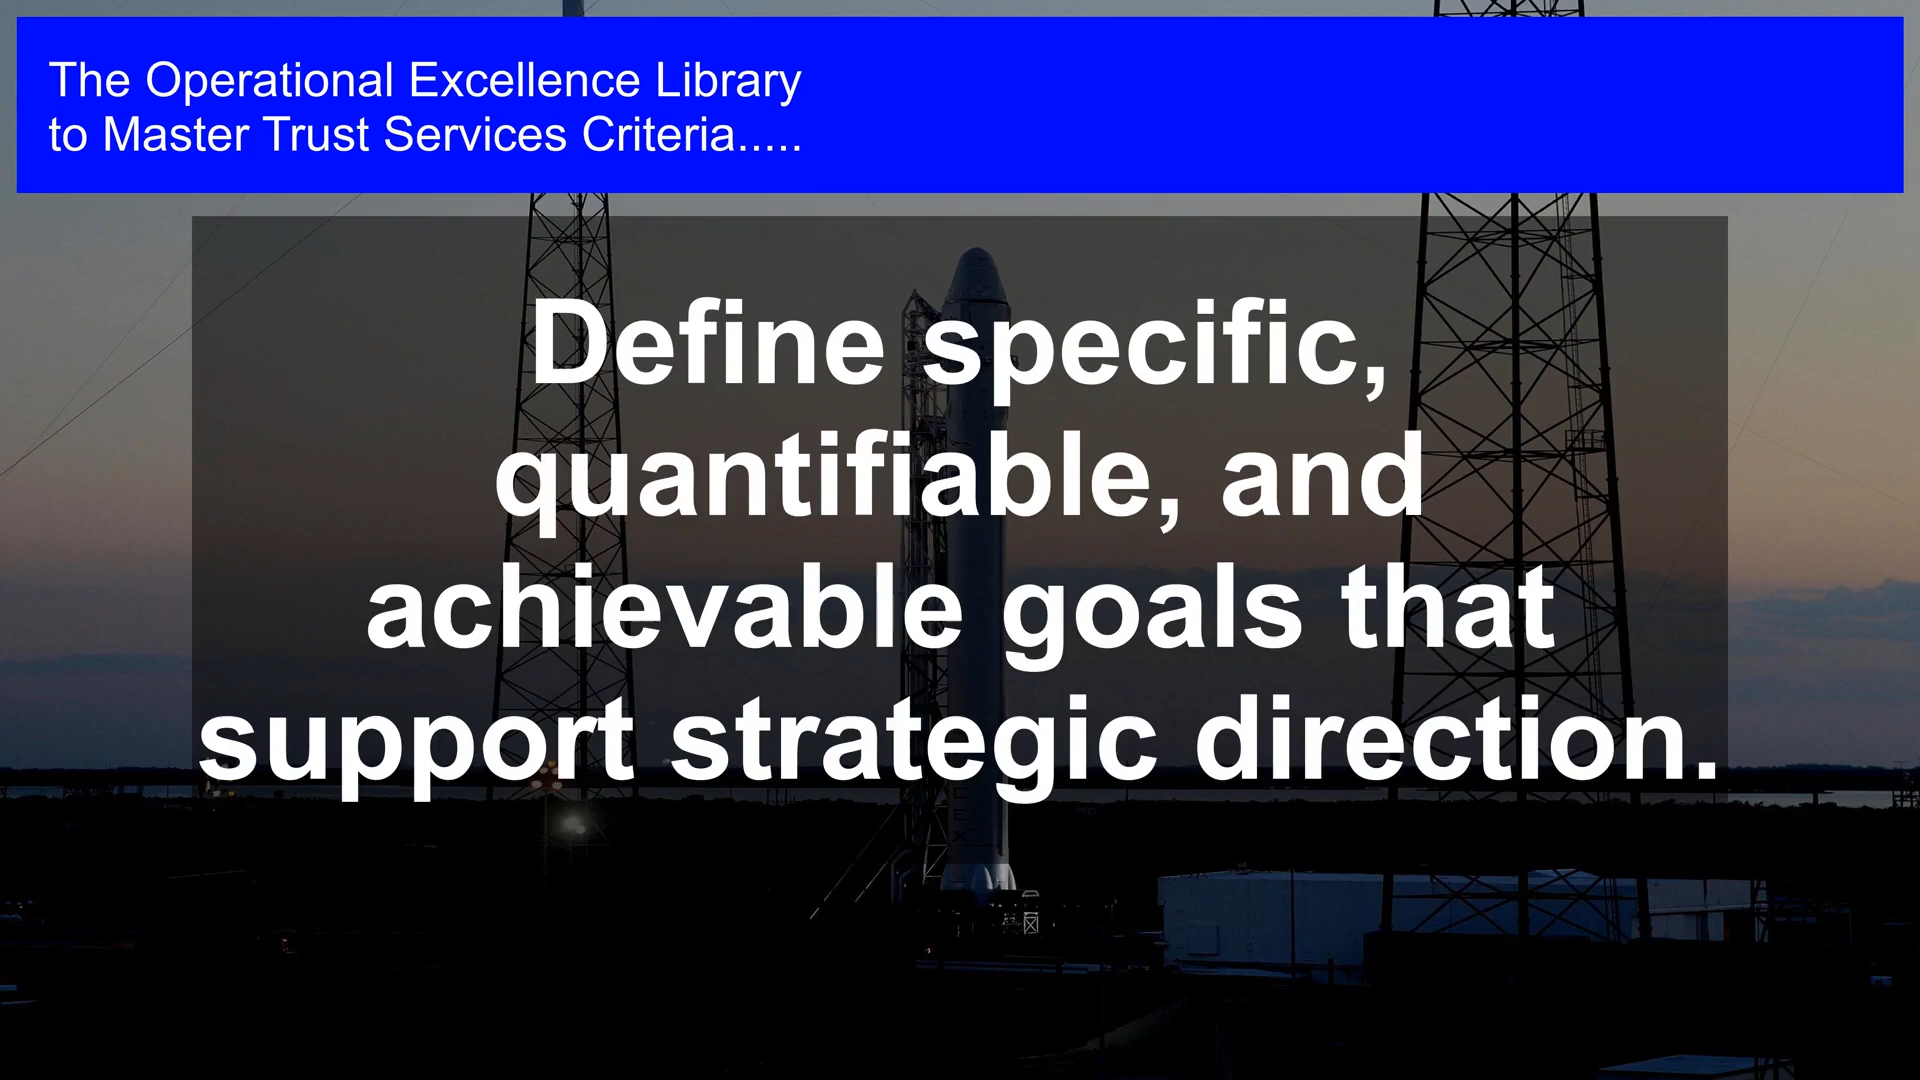 The Operational Excellence Library
to Master Trust Services Criteria.....
Define specific,
quantifiable, and
achievable goals that
support strategic direction.